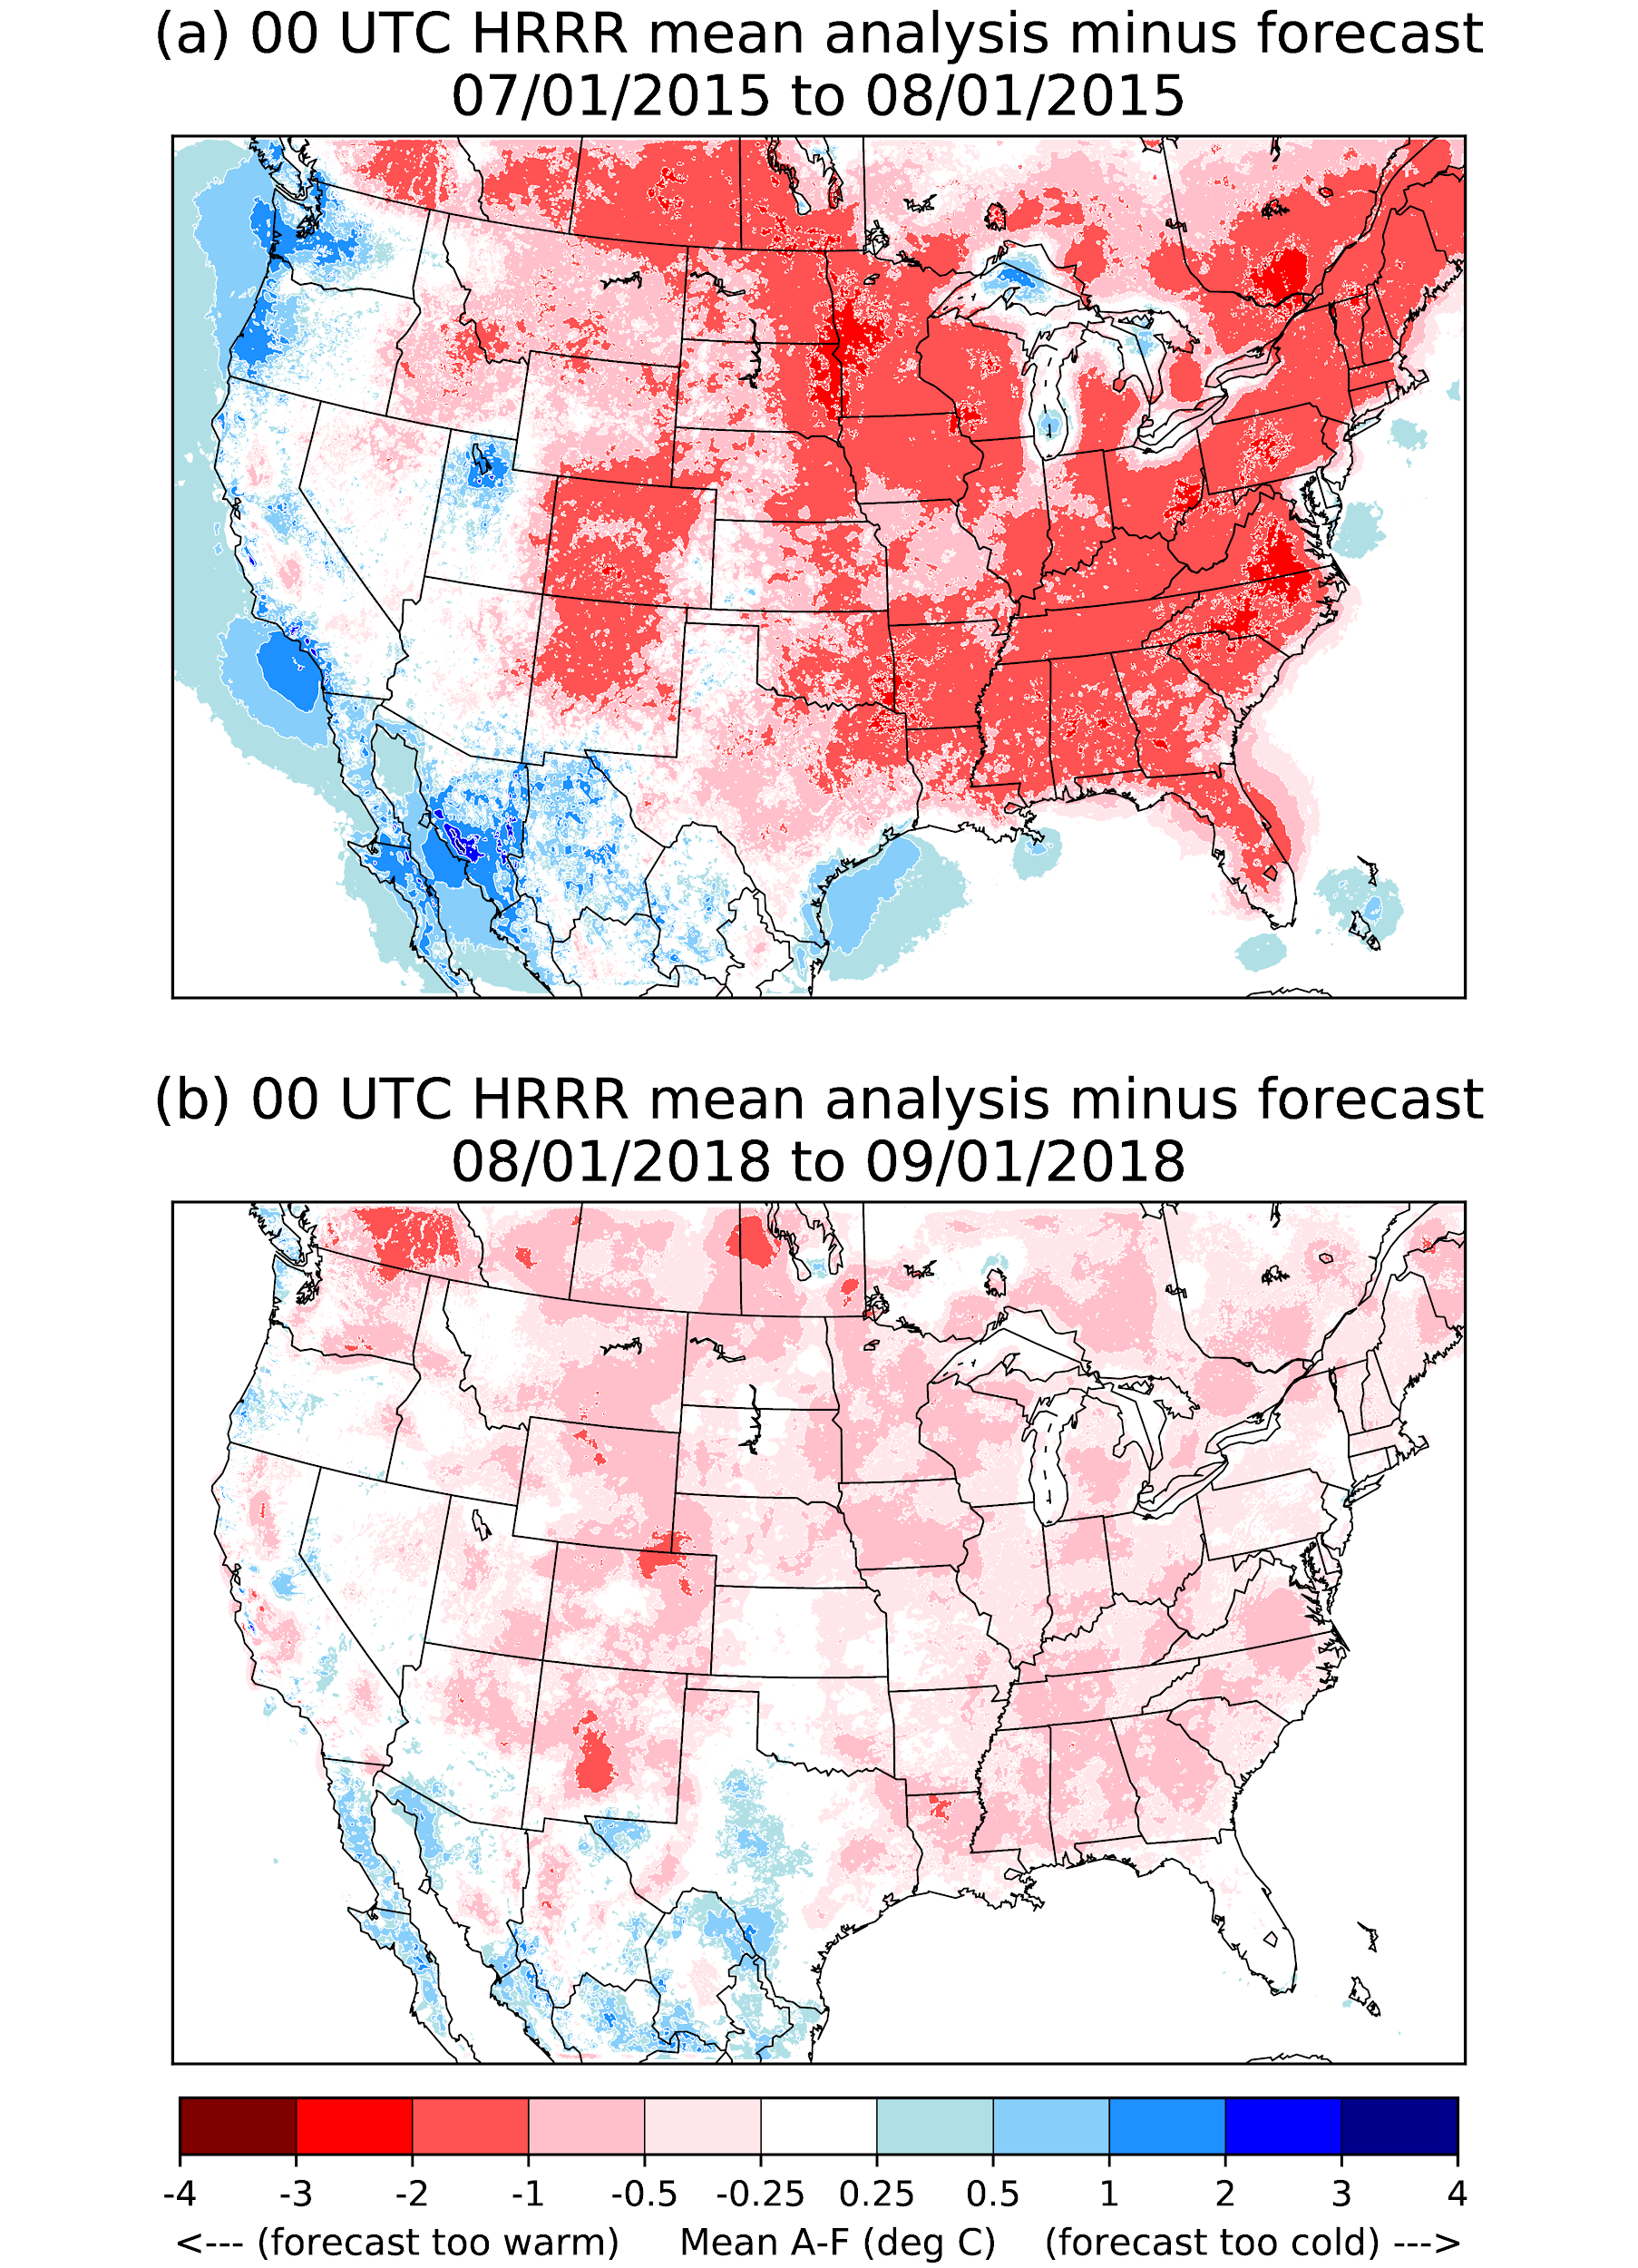 (a) 00 UTC HRRR mean analysis minus forecast
07/01/2015 to 08/01/2015
(b) 00 UTC HRRR mean analysis minus forecast
08/01/2018 to 09/01/2018
-4 -3 -2 -1 -0.5 -0.25 0.25 0.5 1 2 3 4
<--- (forecast too warm) Mean A-F (deg C) (forecast too cold) --->